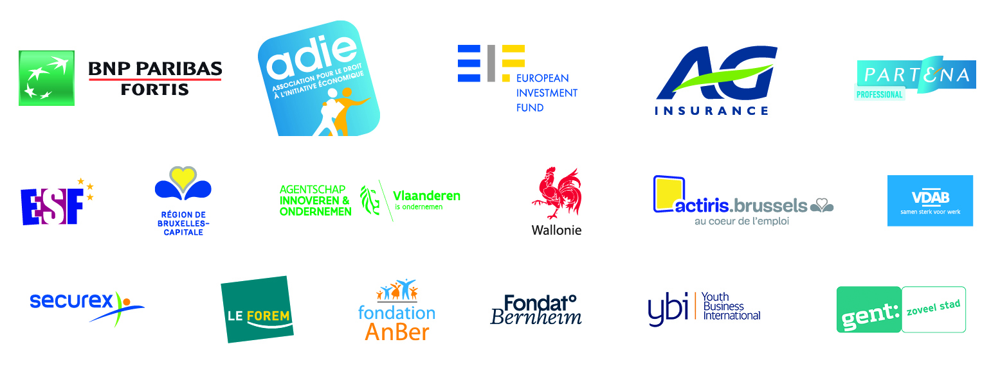 BNP PARIBAS
FORTIS
adie
ASSOCIATION POUR LE DROIT
À L'INITIATIVE ÉCONOMIQUE
EIF
EUROPEAN
INVESTMENT
FUND
AG
INSURANCE
PARTENA
PROFESSIONAL
ESF
RÉGION DE
BRUXELLES-
CAPITALE
AGENTSCHAP
INNOVEREN &
ONDERNEMEN
Vlaanderen
is ondernemen
Wallonie
actiris.brussels
au coeur de l'emploi
VDAB
samen sterk voor werk
securex
LE FOREM
fondation
AnBer
Fondat°
Bernheim
ybi
Youth
Business
International
gent:
zoveel stad